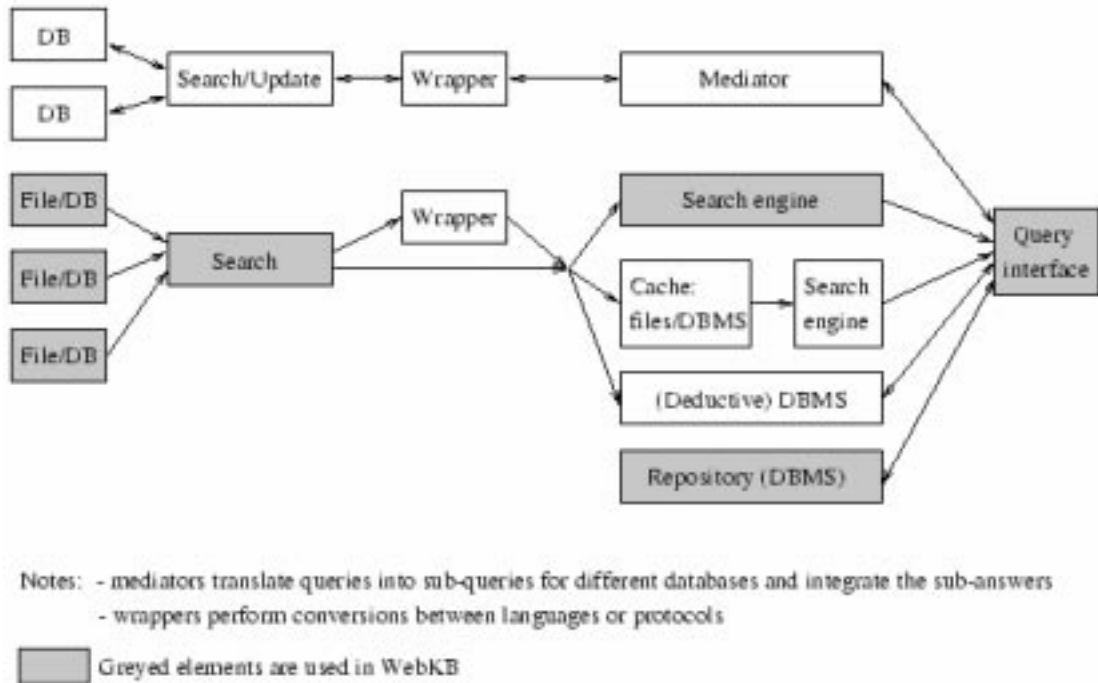 DB
DB
Search/Update
Wrapper
Mediator
File/DB
File/DB
File/DB
Search
Wrapper
Search engine
Cache:
files/DBMS
Search
engine
(Deductive) DBMS
Repository (DBMS)
Query
interface
Notes: - mediators translate queries into sub-queries for different databases and integrate the sub-answers
- wrappers perform conversions between languages or protocols
Greyed elements are used in WebKB